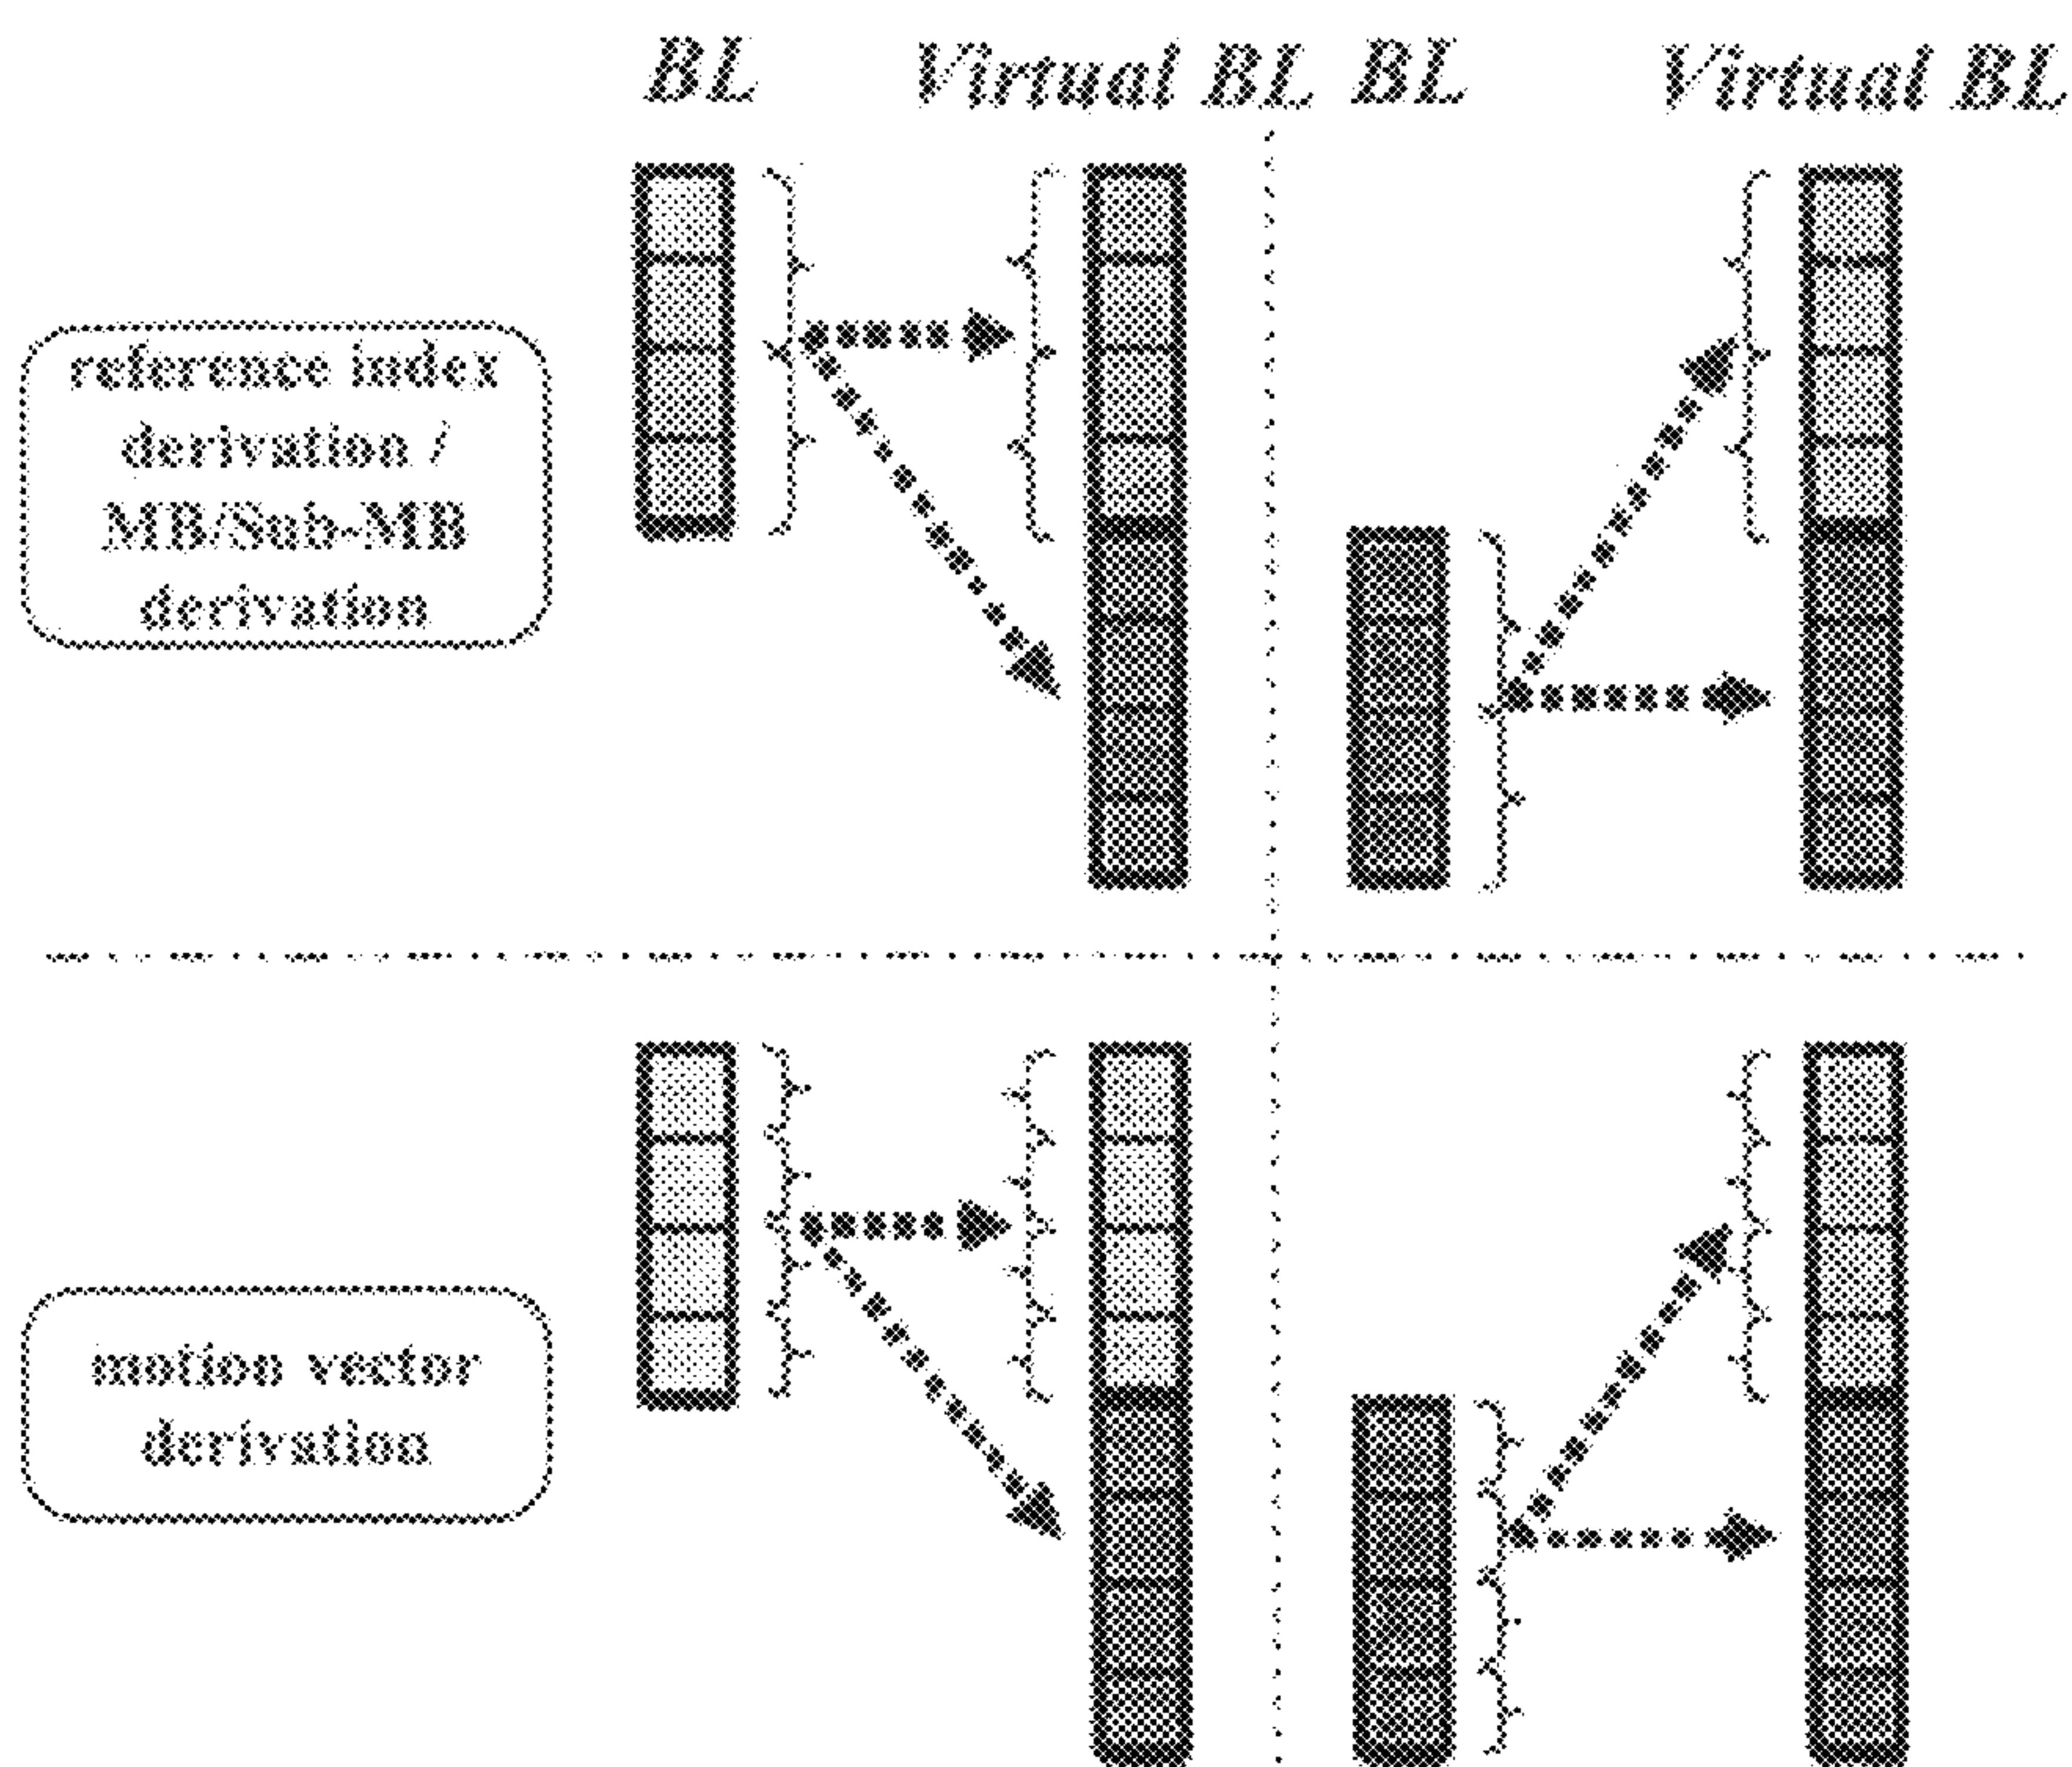 BL Virtual BL BL Virtual BL
reference index
derivation /
MB/Sub-MB
derivation
motion vector
derivation